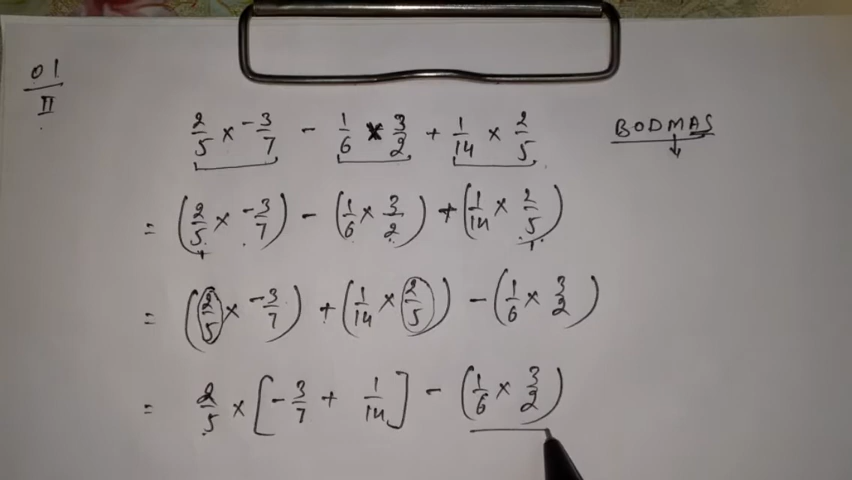 01
II
2/5 × -3/7 - 1/6 × 3/2 + 1/14 × 2/5 BODMAS
= (2/5 × -3/7) - (1/6 × 3/2) + (1/14 × 2/5)
= (2/5 × -3/7) + (1/14 × 2/5) - (1/6 × 3/2)
= 2/5 × [-3/7 + 1/14] - (1/6 × 3/2)